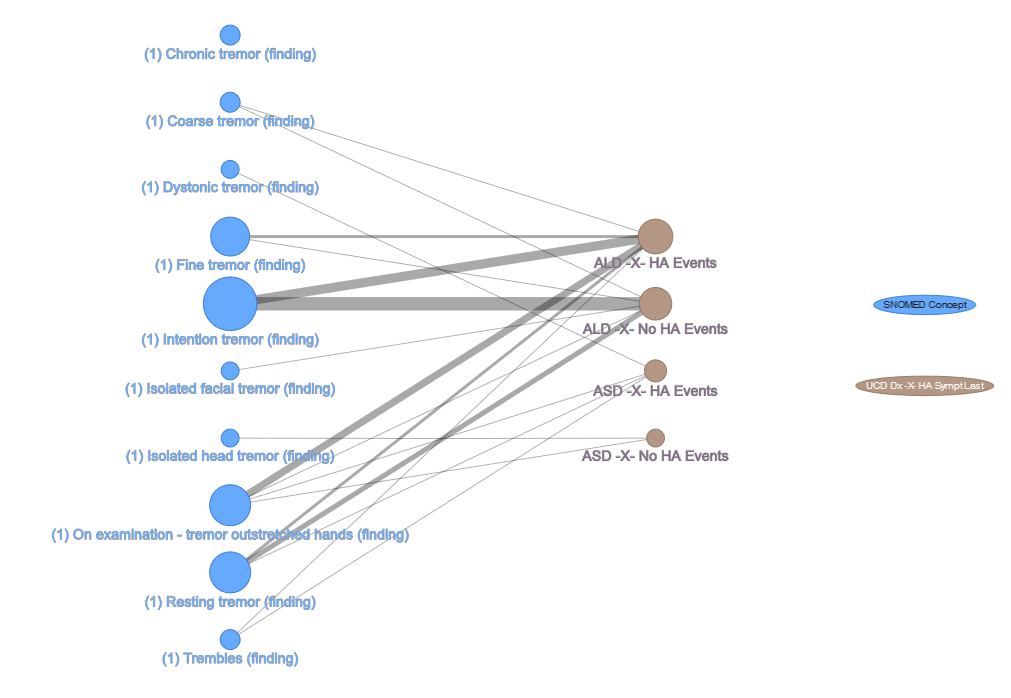 (1) Chronic tremor (finding)
(1) Coarse tremor (finding)
(1) Dystonic tremor (finding)
(1) Fine tremor (finding)
(1) Intention tremor (finding)
(1) Isolated facial tremor (finding)
(1) Isolated head tremor (finding)
(1) On examination - tremor outstretched hands (finding)
(1) Resting tremor (finding)
(1) Trembles (finding)
ALD -X- HA Events
ALD -X- No HA Events
ASD -X- HA Events
ASD -X- No HA Events
SNOMED Concept
UCD Dx -X- HA Sympt Last